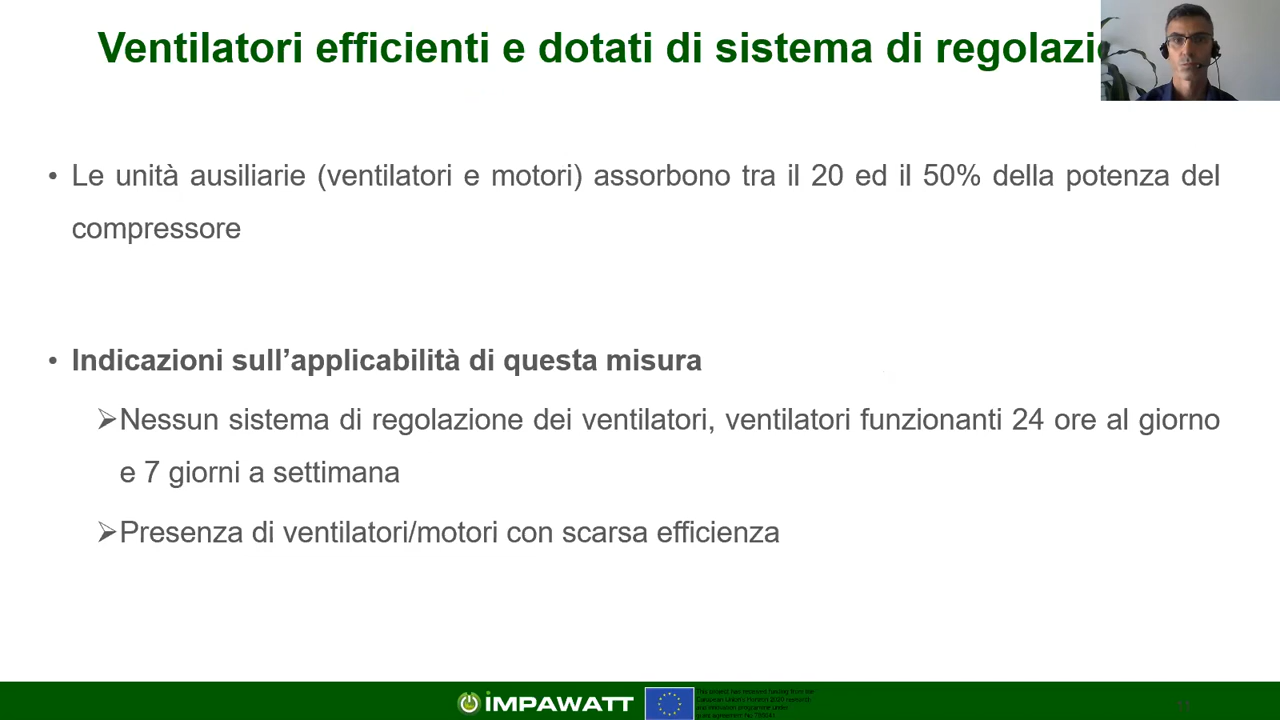 Ventilatori efficienti e dotati di sistema di regolazi
• Le unità ausiliarie (ventilatori e motori) assorbono tra il 20 ed il 50% della potenza del
compressore
• Indicazioni sull’applicabilità di questa misura
➢Nessun sistema di regolazione dei ventilatori, ventilatori funzionanti 24 ore al giorno
e 7 giorni a settimana
➢Presenza di ventilatori/motori con scarsa efficienza
iMPAWATT